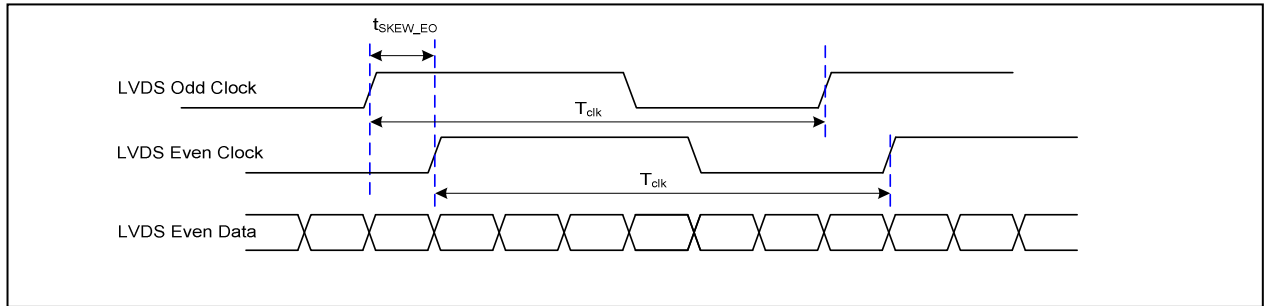 tSKEW_EO
LVDS Odd Clock
Tclk
LVDS Even Clock
Tclk
LVDS Even Data